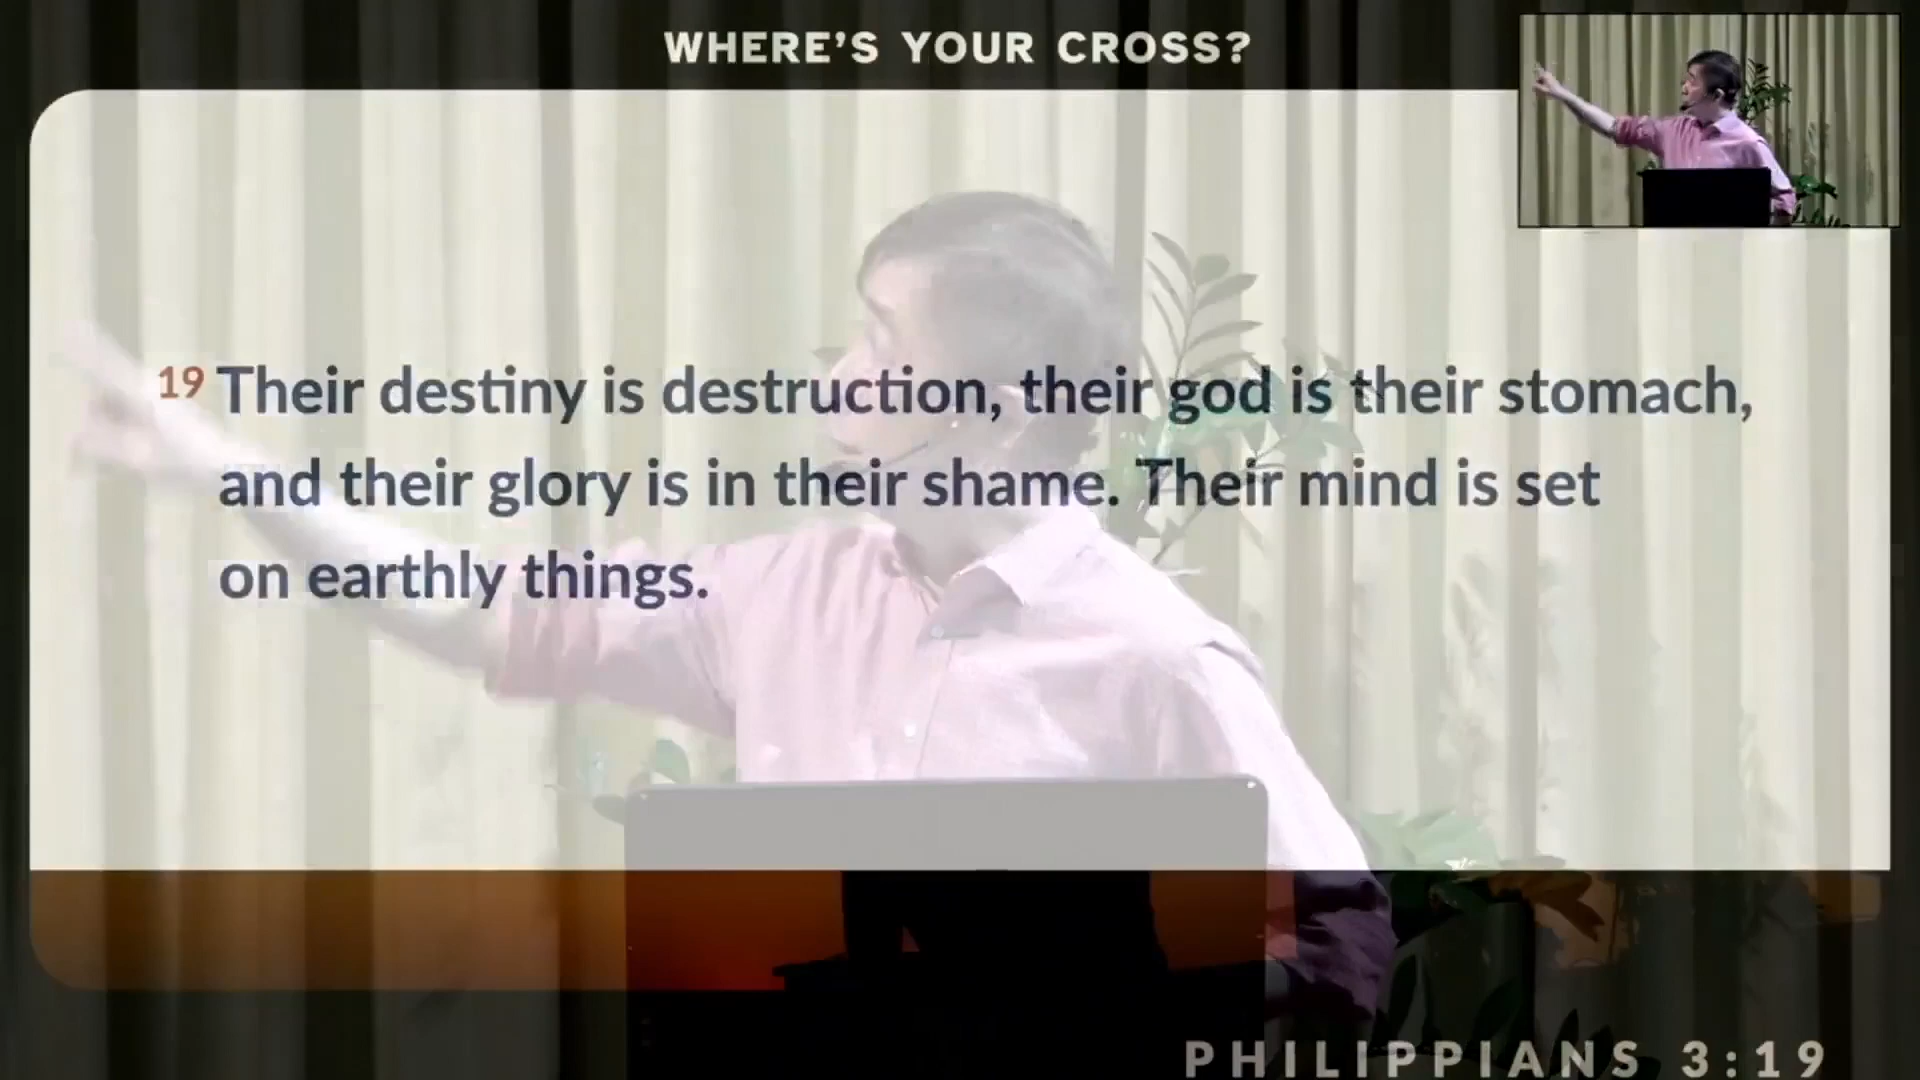 WHERE'S YOUR CROSS?
19 Their destiny is destruction, their god is their stomach,
and their glory is in their shame. Their mind is set
on earthly things.
PHILIPPIANS 3:19